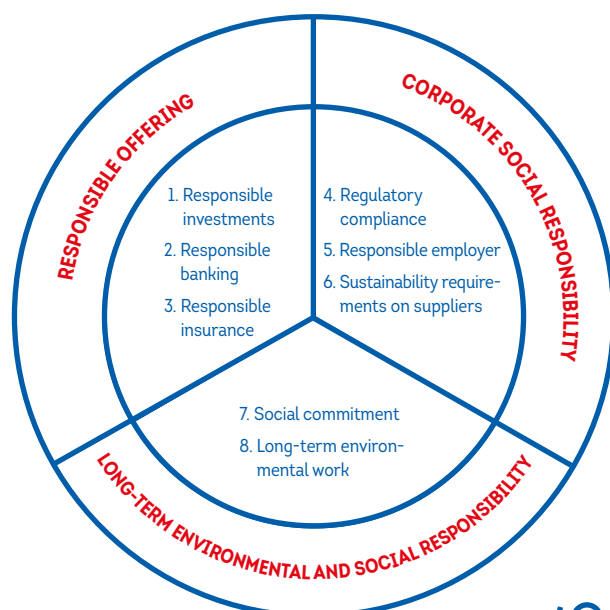 RESPONSIBLE OFFERING
1. Responsible
investments
2. Responsible
banking
3. Responsible
insurance
CORPORATE SOCIAL RESPONSIBILITY
4. Regulatory
compliance
5. Responsible employer
6. Sustainability require-
ments on suppliers
7. Social commitment
8. Long-term environ-
mental work
LONG-TERM ENVIRONMENTAL AND SOCIAL RESPONSIBILITY